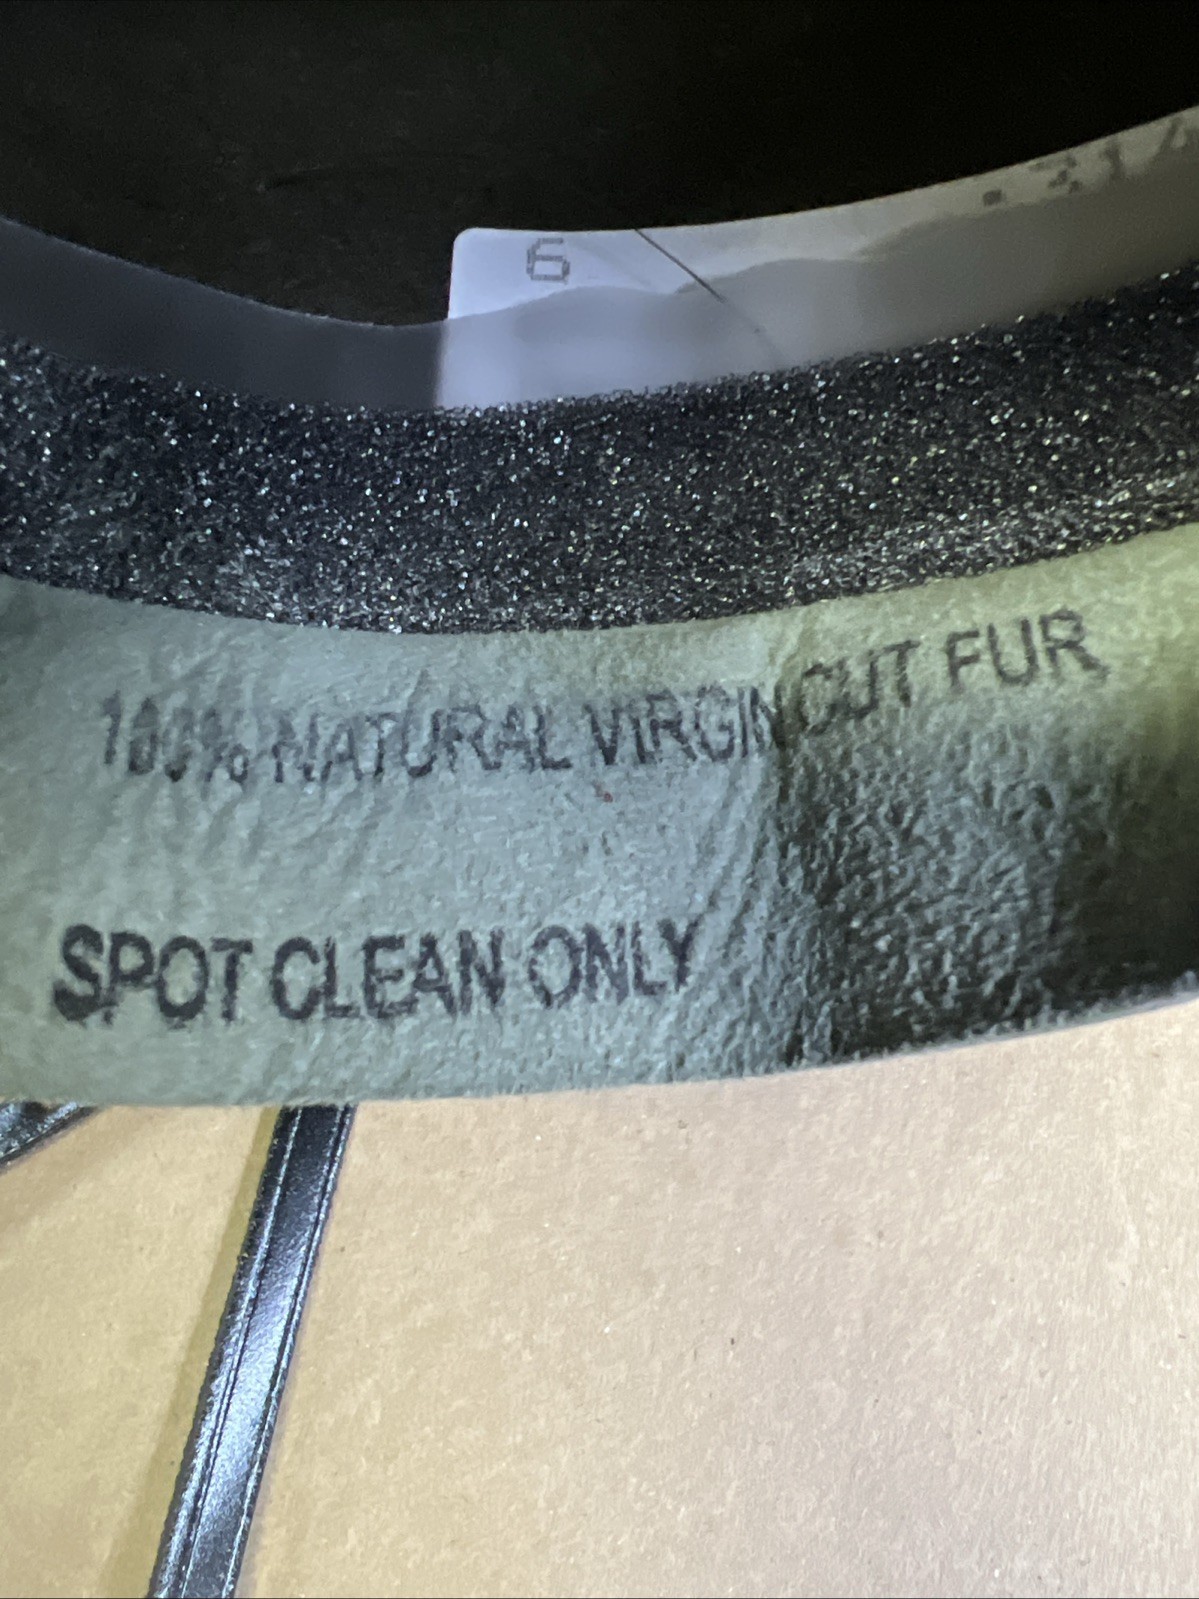 6
100% NATURAL VIRGIN CUT FUR
SPOT CLEAN ONLY